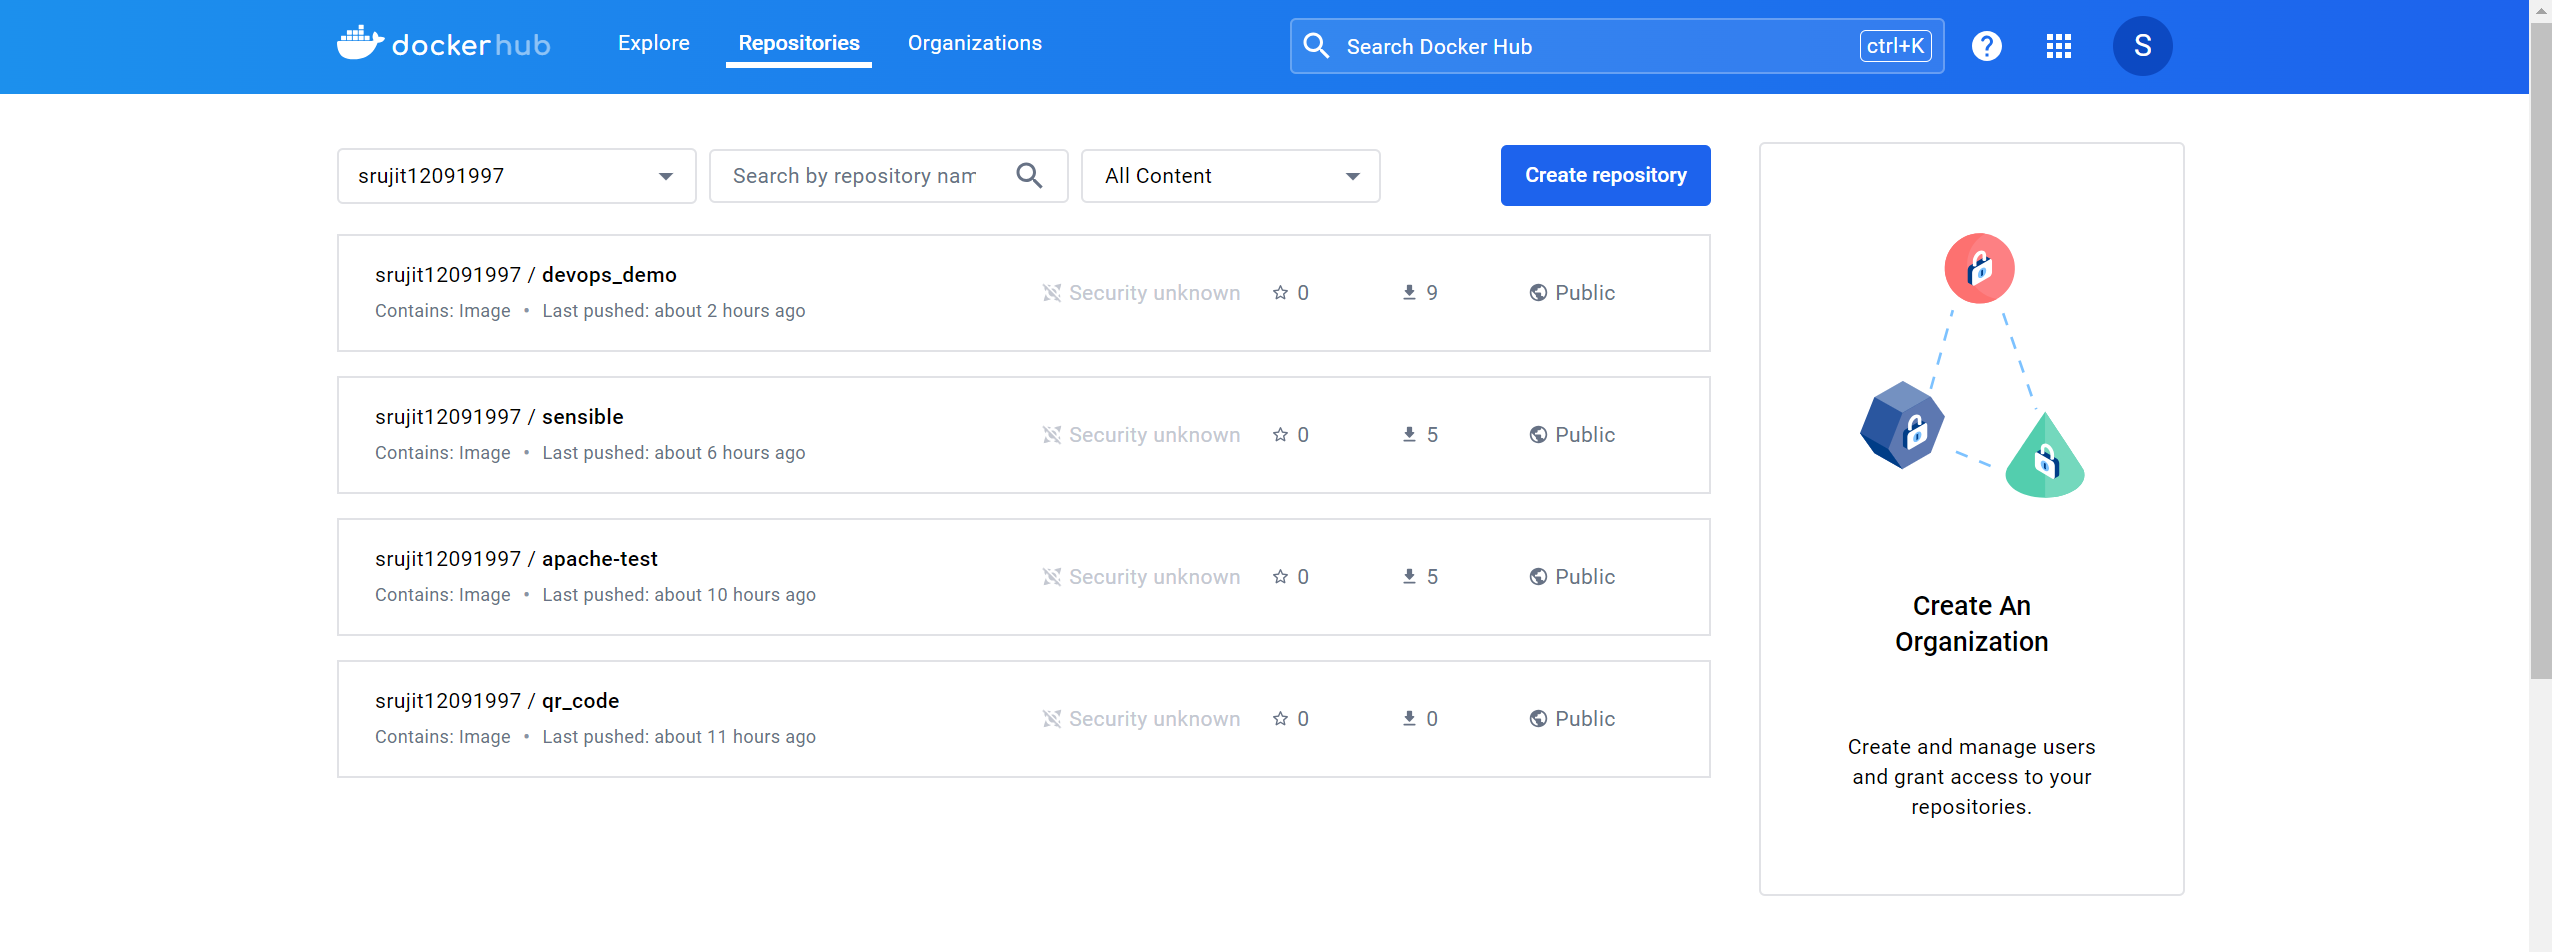 docker hub
Explore
Repositories
Organizations
Search Docker Hub
ctrl+K
?
S
srujit12091997
Search by repository nam
All Content
Create repository
srujit12091997 / devops_demo
Contains: Image • Last pushed: about 2 hours ago
Security unknown
0
9
Public
srujit12091997 / sensible
Contains: Image • Last pushed: about 6 hours ago
Security unknown
0
5
Public
srujit12091997 / apache-test
Contains: Image • Last pushed: about 10 hours ago
Security unknown
0
5
Public
srujit12091997 / qr_code
Contains: Image • Last pushed: about 11 hours ago
Security unknown
0
0
Public
Create An
Organization
Create and manage users
and grant access to your
repositories.